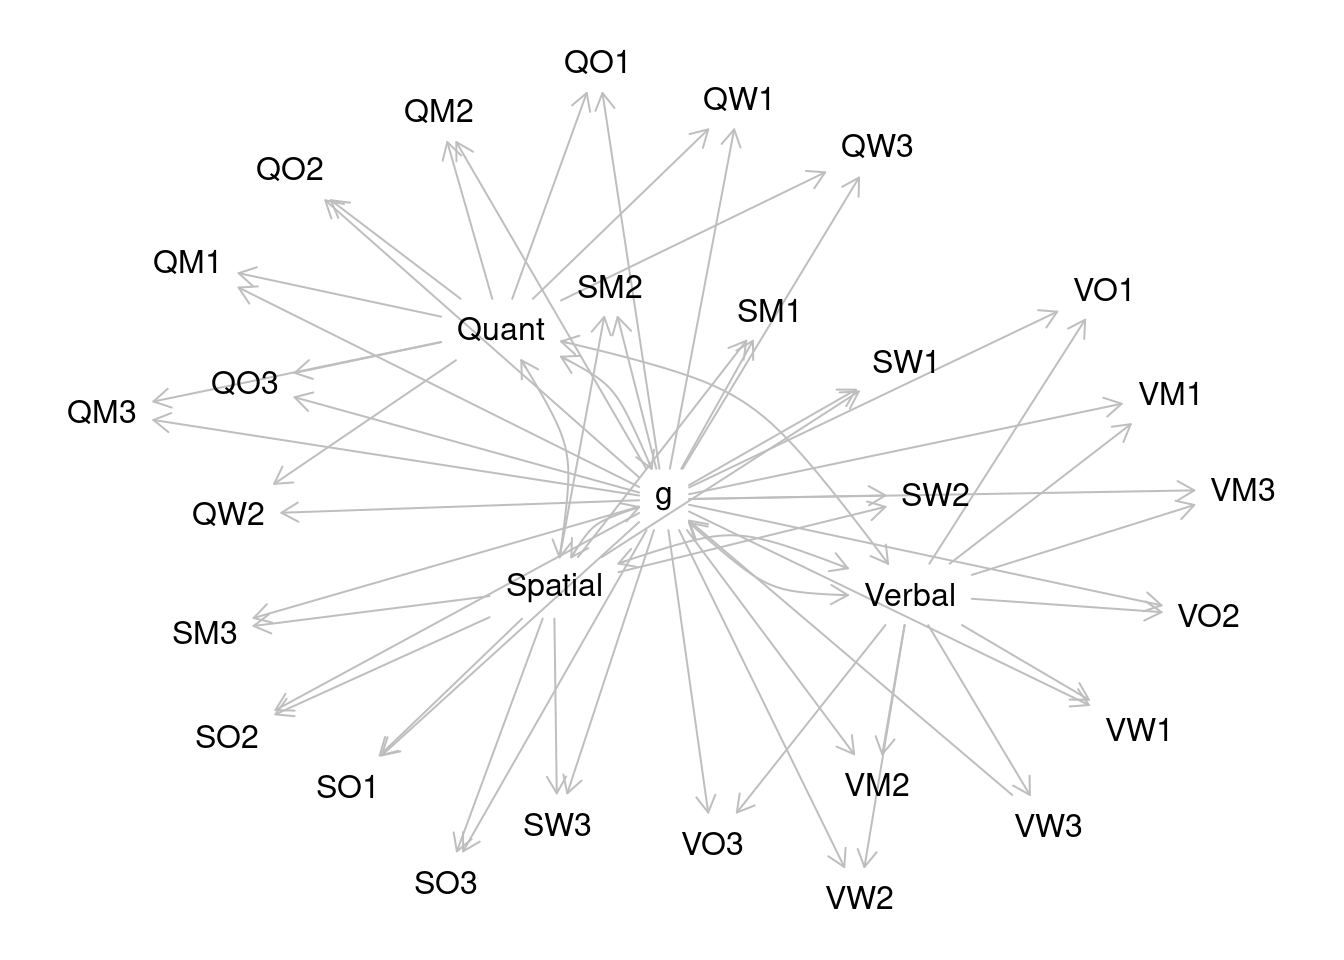 QO1
QW1
QM2
QW3
QO2
QM1
SM2
VO1
SM1
Quant
SW1
QO3
VM1
QM3
VM3
g
SW2
QW2
Spatial
Verbal
VO2
SM3
VW1
SO2
VM2
SO1
SW3
VW3
VO3
SO3
VW2